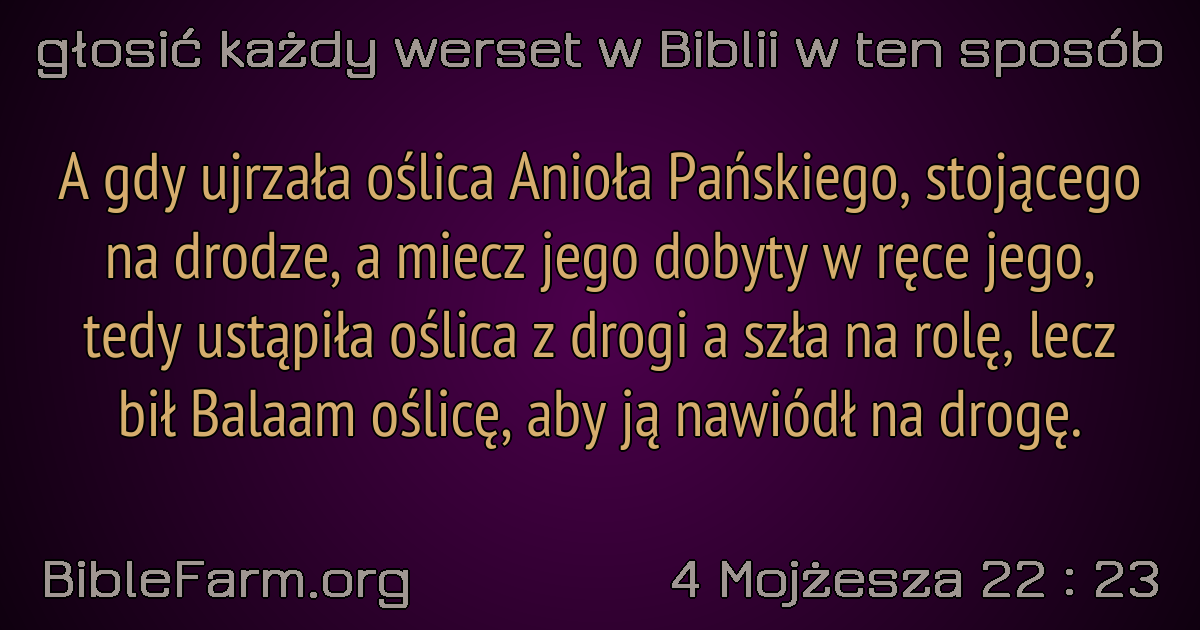 głosić każdy werset w Biblii w ten sposób
A gdy ujrzała oślica Anioła Pańskiego, stojącego
na drodze, a miecz jego dobyty w ręce jego,
tedy ustąpiła oślica z drogi a szła na rolę, lecz
bił Balaam oślicę, aby ją nawiódł na drogę.
BibleFarm.org
4 Mojżesza 22 : 23